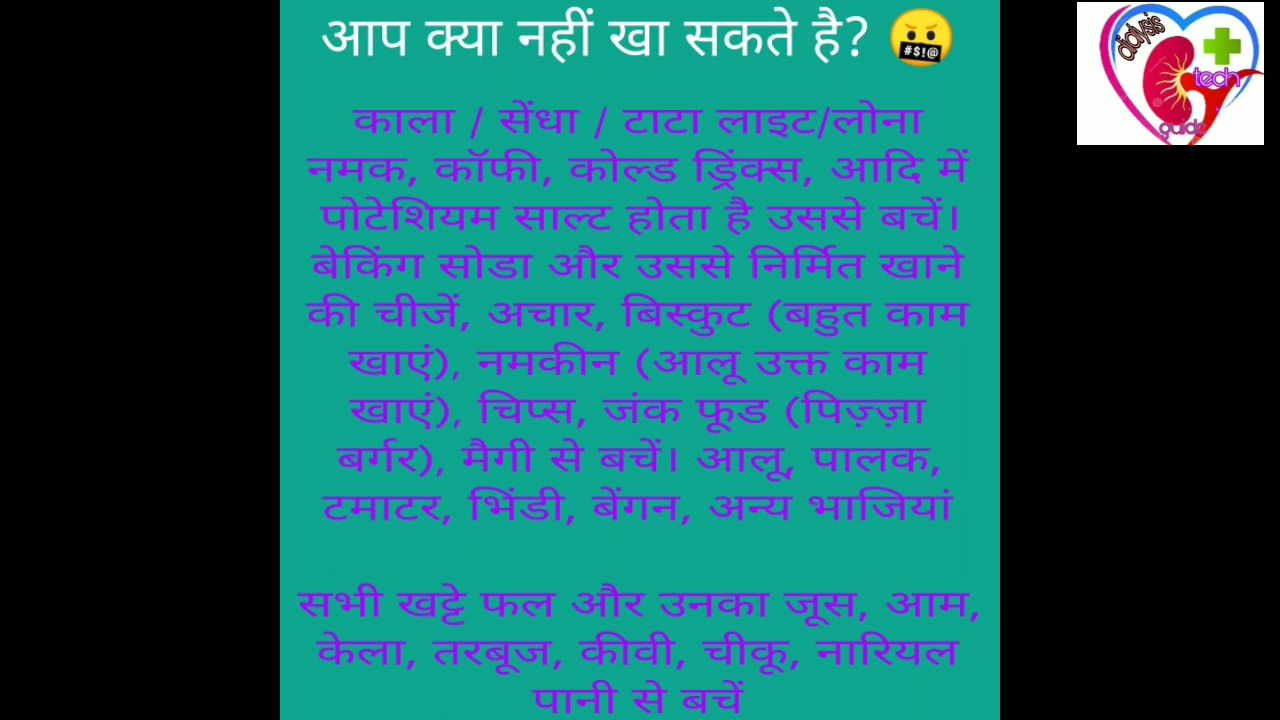 आप क्या नहीं खा सकते है? 🤬
काला / सेंधा / टाटा लाइट/लोना
नमक, कॉफी, कोल्ड ड्रिंक्स, आदि में
पोटेशियम साल्ट होता है उससे बचें।
बेकिंग सोडा और उससे निर्मित खाने
की चीजें, अचार, बिस्कुट (बहुत काम
खाएं), नमकीन (आलू उक्त काम
खाएं), चिप्स, जंक फूड (पिज़्ज़ा
बर्गर), मैगी से बचें। आलू, पालक,
टमाटर, भिंडी, बेंगन, अन्य भाजियां
सभी खट्टे फल और उनका जूस, आम,
केला, तरबूज, कीवी, चीकू, नारियल
पानी से बचें
dialysis
tech
guide